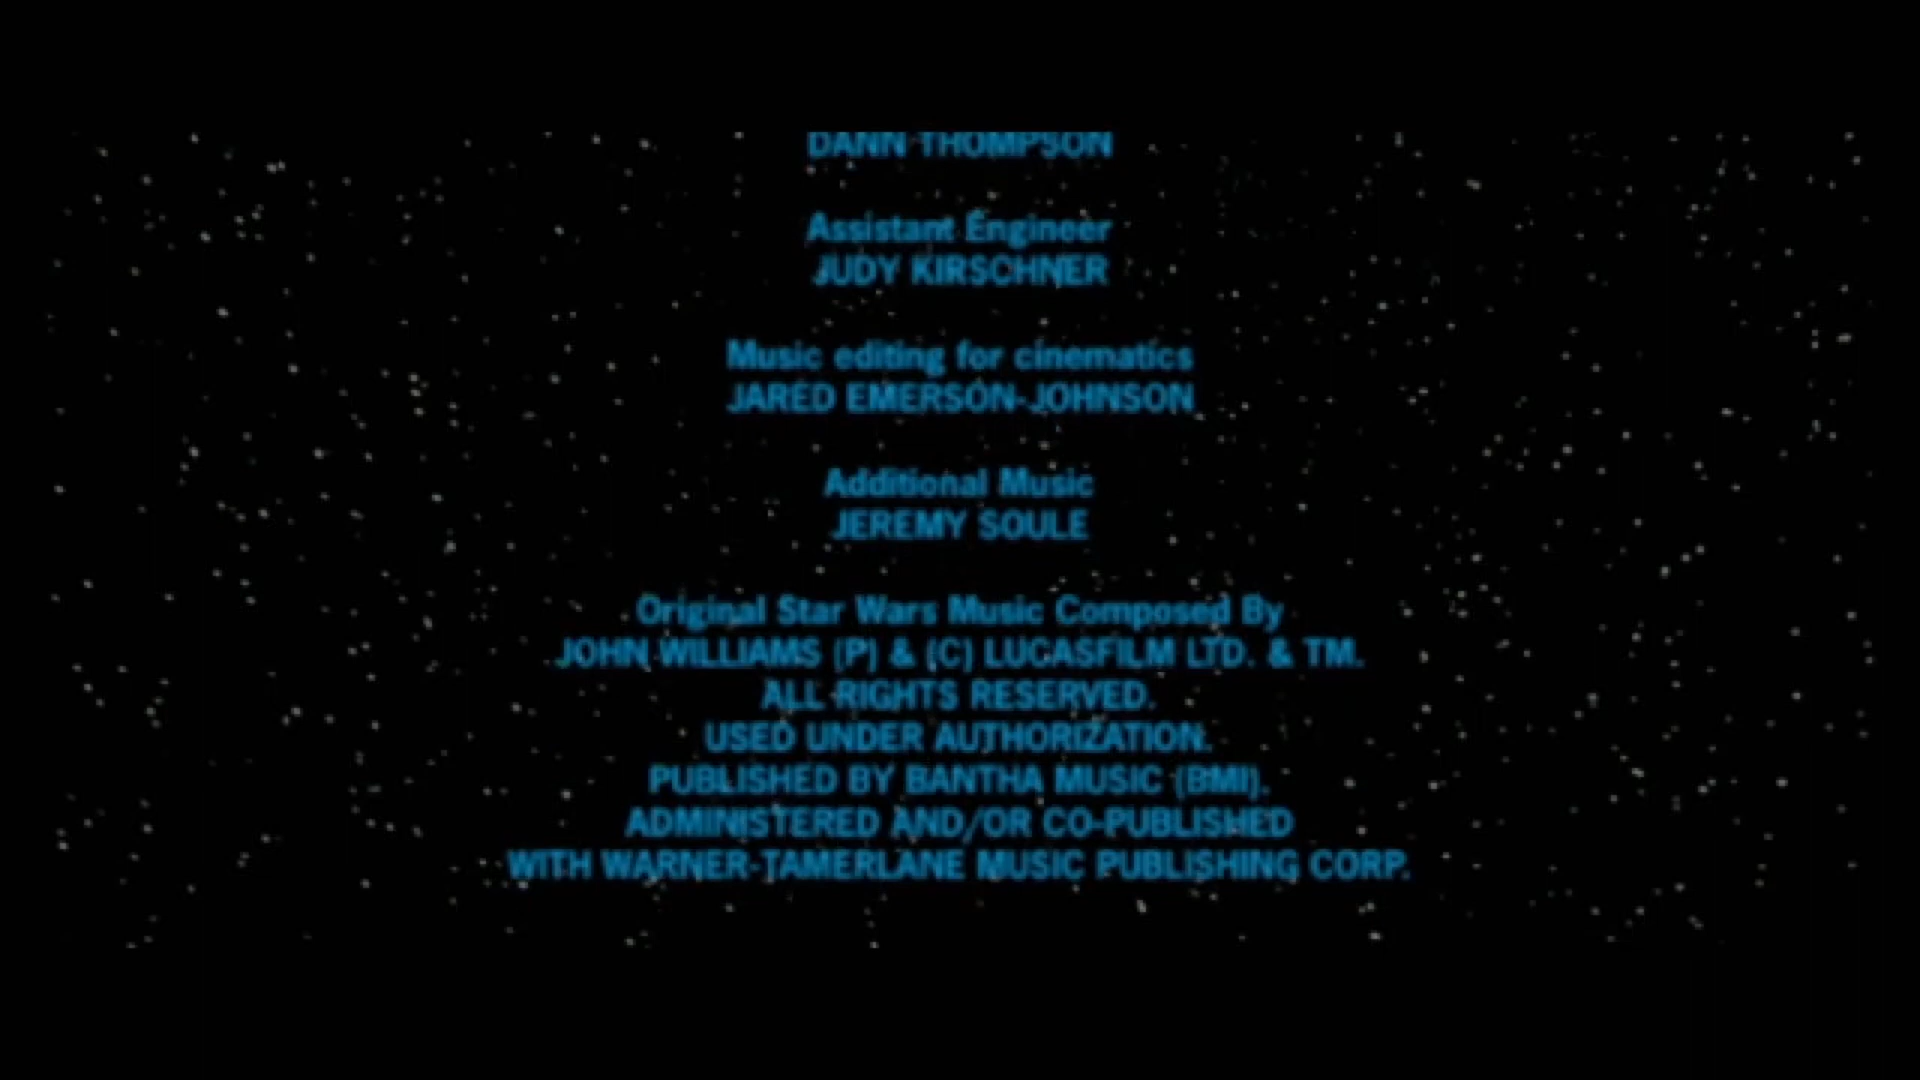 DANN THOMPSON
Assistant Engineer
JUDY KIRSCHNER
Music editing for cinematics
JARED EMERSON-JOHNSON
Additional Music
JEREMY SOULE
Original Star Wars Music Composed By
JOHN WILLIAMS (P) & (C) LUCASFILM LTD. & TM.
ALL RIGHTS RESERVED.
USED UNDER AUTHORIZATION.
PUBLISHED BY BANTHA MUSIC (BMI).
ADMINISTERED AND/OR CO-PUBLISHED
WITH WARNER-TAMERLANE MUSIC PUBLISHING CORP.